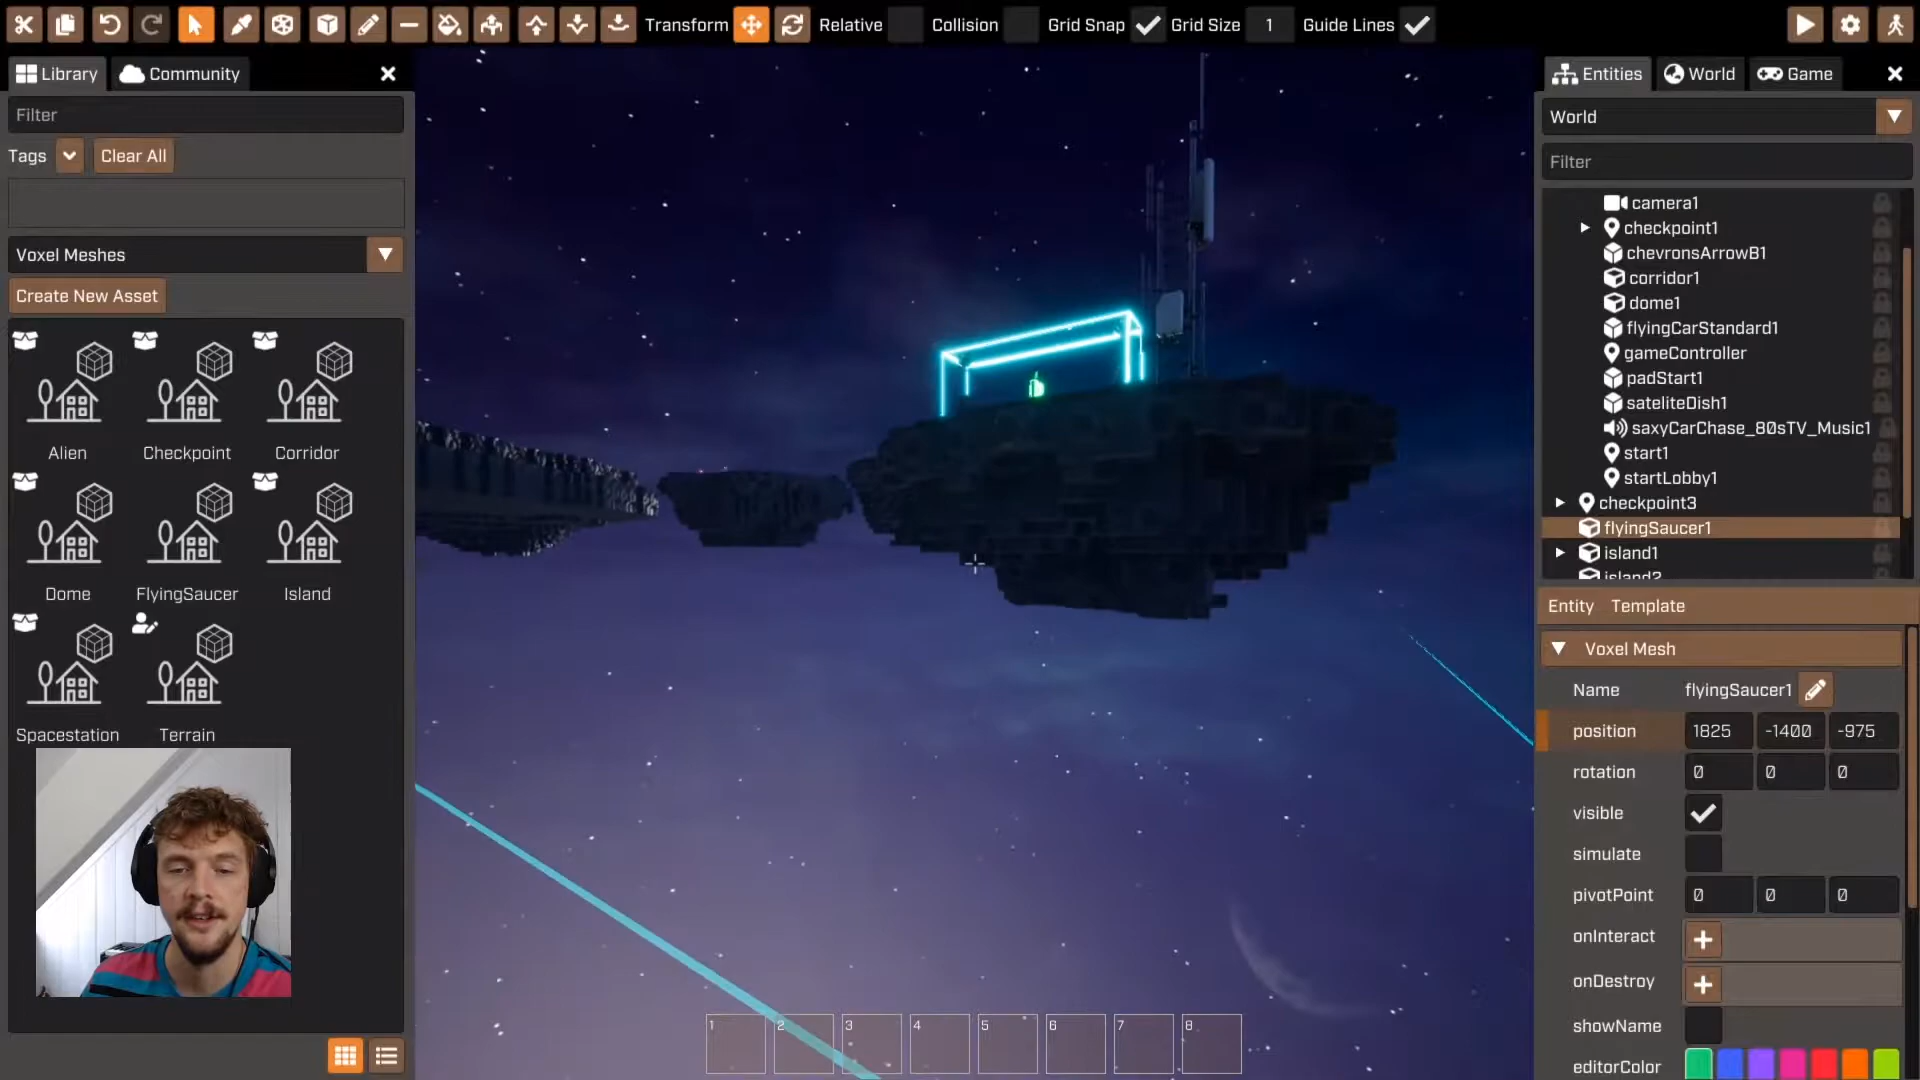 Transform Relative Collision Grid Snap Grid Size 1 Guide Lines
Library Community
Filter
Tags Clear All
Voxel Meshes
Create New Asset
Alien Checkpoint Corridor
Dome FlyingSaucer Island
Spacestation Terrain
1 2 3 4 5 6 7 8
Entities World Game
World
Filter
camera1
checkpoint1
chevronsArrowB1
corridor1
dome1
flyingCarStandard1
gameController
padStart1
sateliteDish1
saxyCarChase_80sTV_Music1
start1
startLobby1
checkpoint3
flyingSaucer1
island1
island2
Entity Template
Voxel Mesh
Name flyingSaucer1
position 1825 -1400 -975
rotation 0 0 0
visible
simulate
pivotPoint 0 0 0
onInteract +
onDestroy +
showName
editorColor